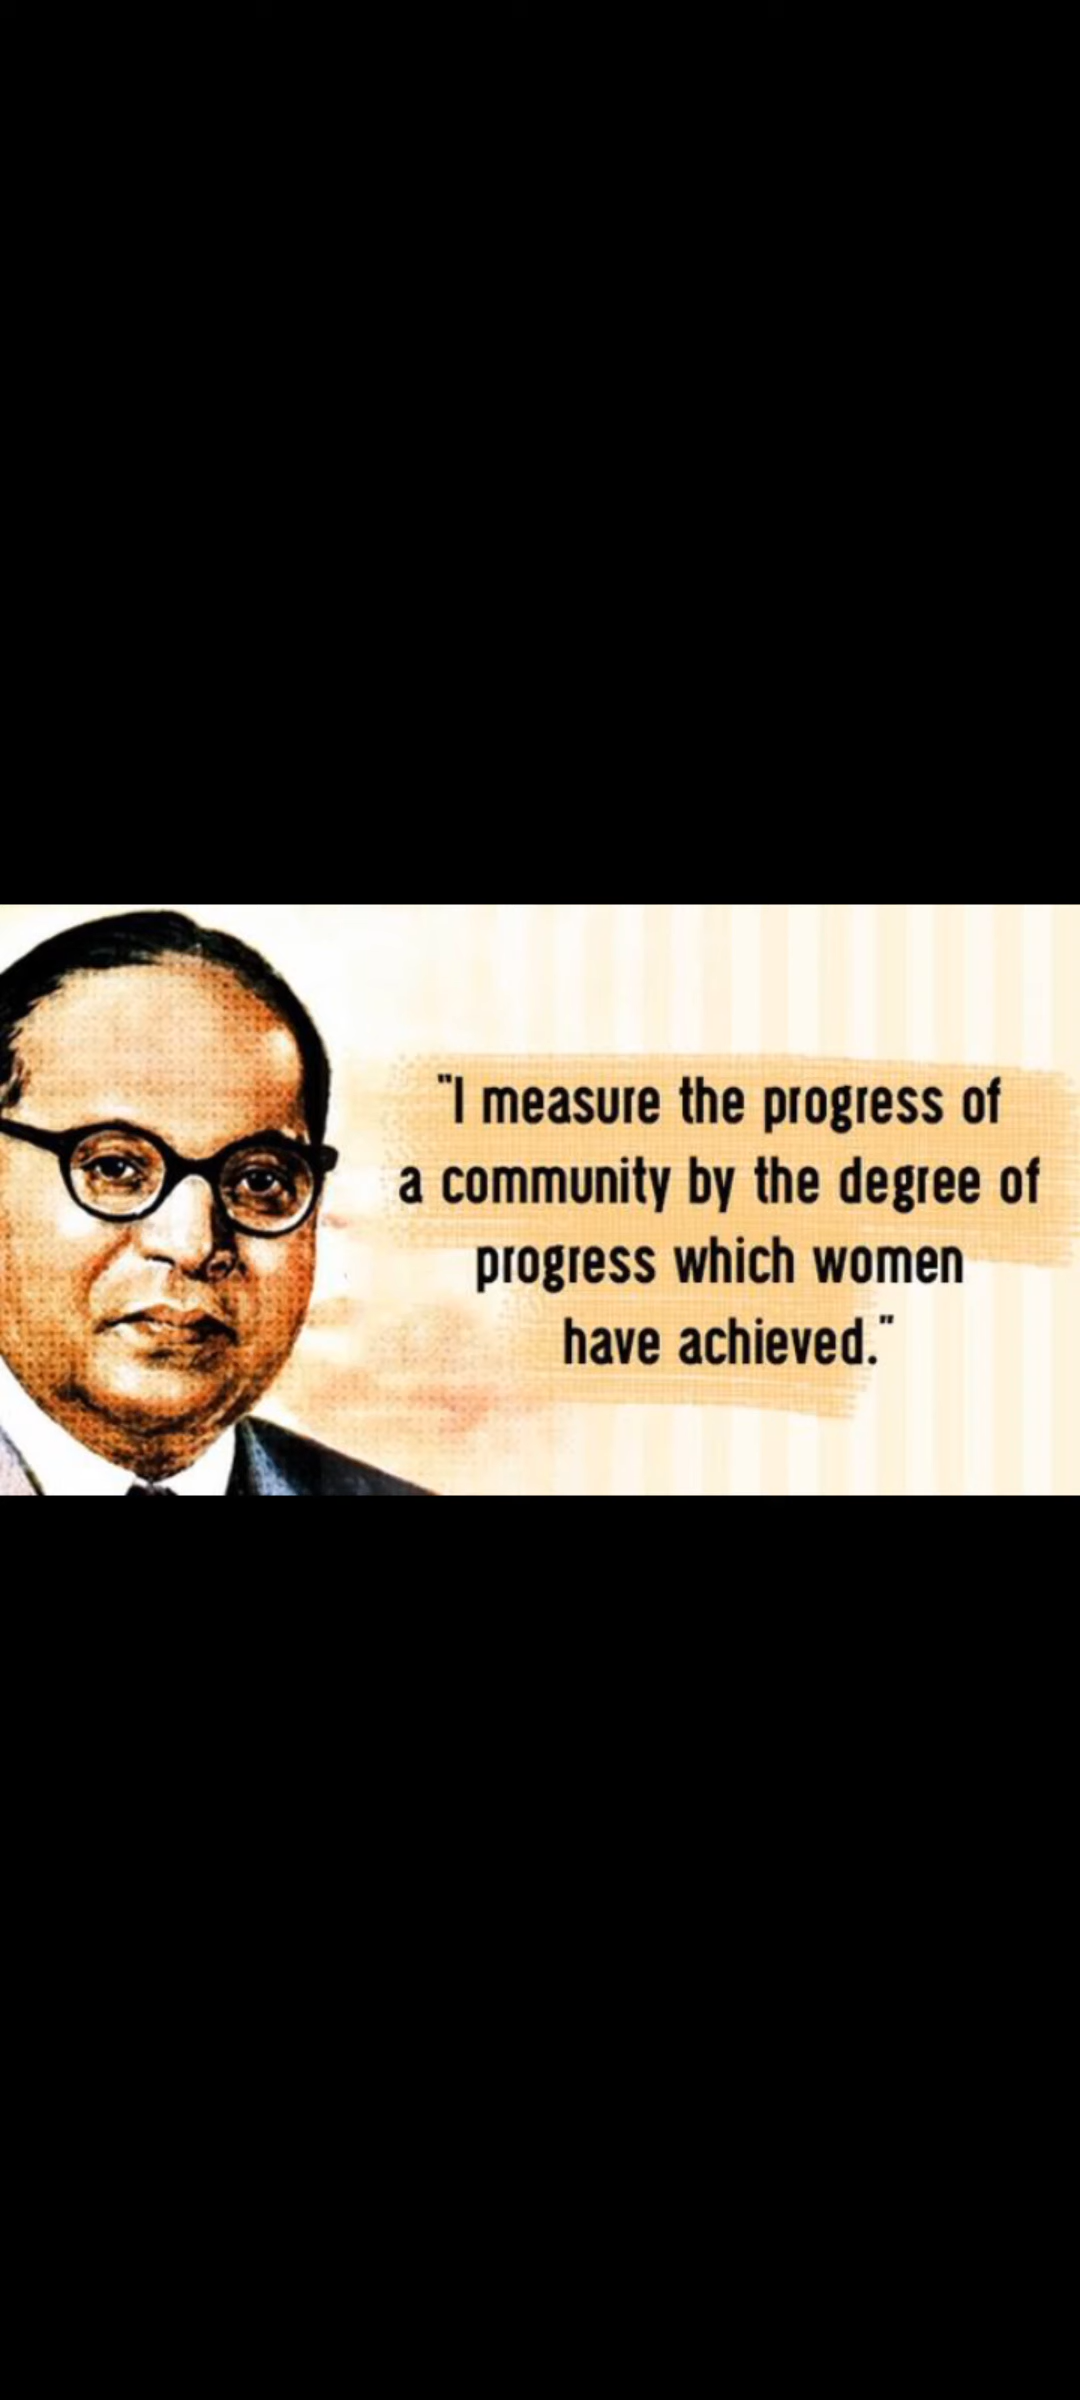 "I measure the progress of
a community by the degree of
progress which women
have achieved."